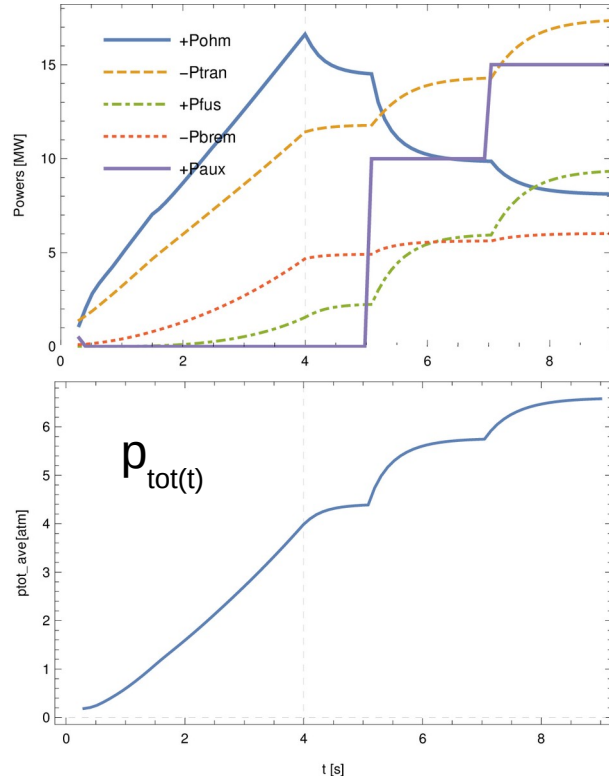 Powers [MW]
15
10
5
0
+Pohm
−Ptran
+Pfus
−Pbrem
+Paux
0 2 4 6 8
ptot_ave[atm]
6
5
4
3
2
1
0
p tot(t)
0 2 4 6 8
t [s]